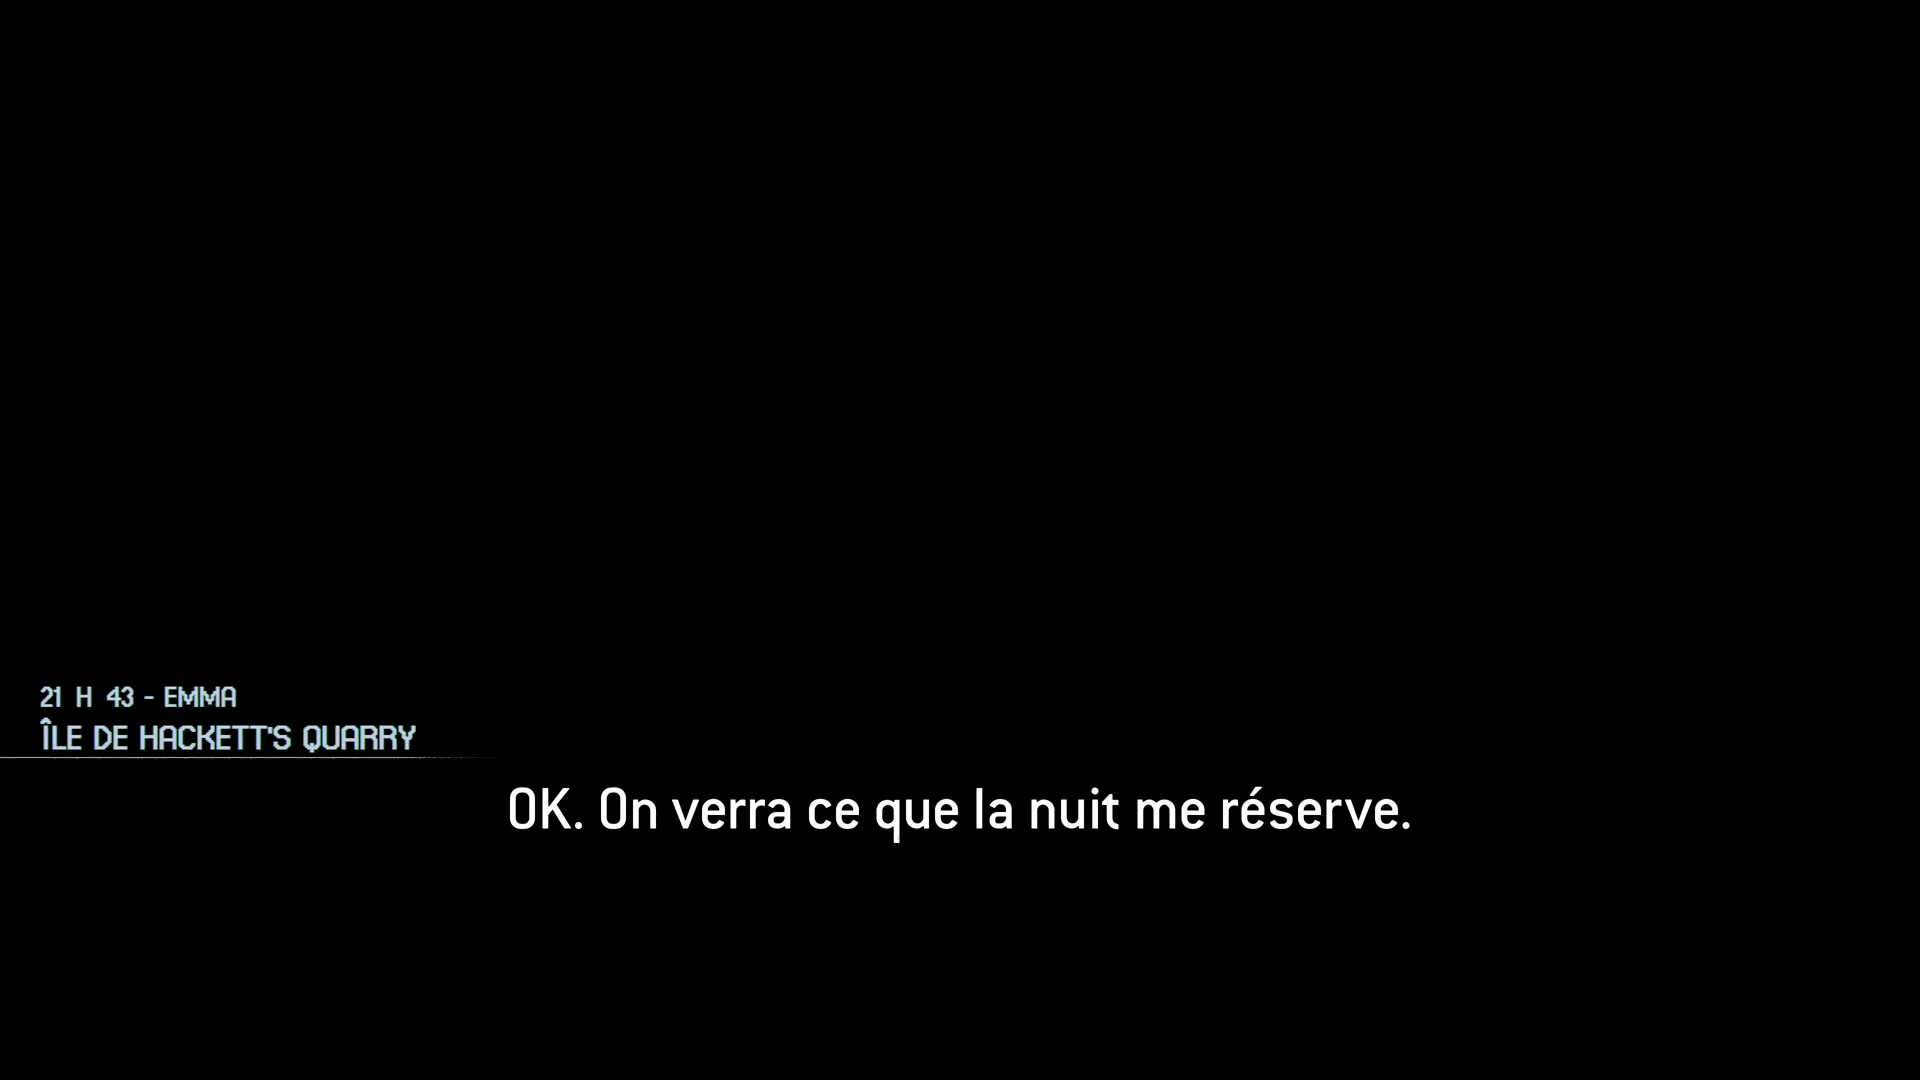 21 H 43 - EMMA
ÎLE DE HACKETT'S QUARRY
OK. On verra ce que la nuit me réserve.